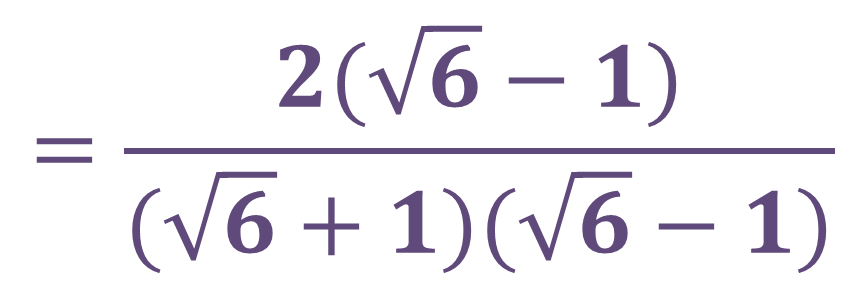 = 2(√6 − 1)
(√6 + 1)(√6 − 1)